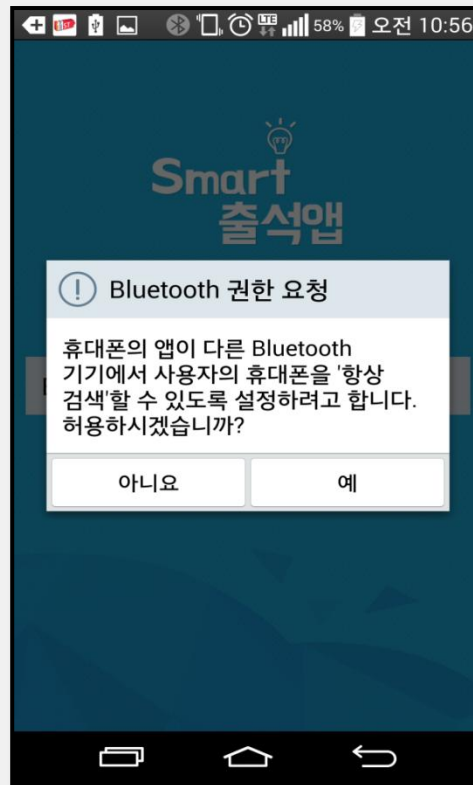 58% 오전 10:56
Smart
출석앱
Bluetooth 권한 요청
휴대폰의 앱이 다른 Bluetooth
기기에서 사용자의 휴대폰을 '항상
검색'할 수 있도록 설정하려고 합니다.
허용하시겠습니까?
아니요 예